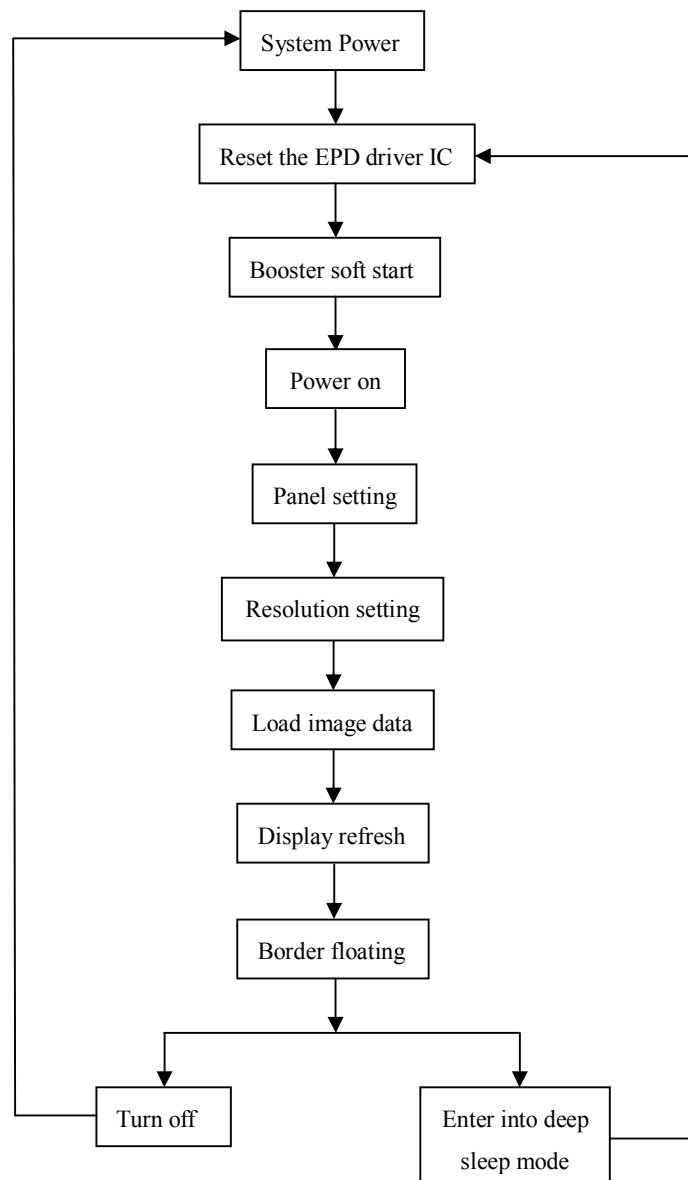 System Power
Reset the EPD driver IC
Booster soft start
Power on
Panel setting
Resolution setting
Load image data
Display refresh
Border floating
Turn off
Enter into deep
sleep mode